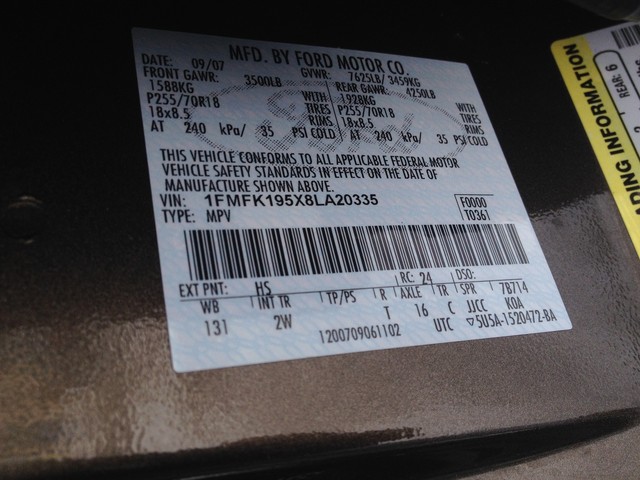 MFD. BY FORD MOTOR CO.
DATE: 09/07 GVWR: 7625LB/ 3459KG
FRONT GAWR: 3500LB REAR GAWR: 4250LB
1588KG WITH 1928KG WITH
P255/70R18 TIRES P255/70R18 TIRES
18x8.5 RIMS 18x8.5 RIMS
AT 240 kPa/ 35 PSI COLD AT 240 kPa/ 35 PSI COLD
THIS VEHICLE CONFORMS TO ALL APPLICABLE FEDERAL MOTOR
VEHICLE SAFETY STANDARDS IN EFFECT ON THE DATE OF
MANUFACTURE SHOWN ABOVE.
VIN: 1FMFK195X8LA20335 F0000
TYPE: MPV T0361
EXT PNT: HS RC: 24 DSO:
WB INT TR TP/PS R AXLE TR SPR 7B714
131 2W T 16 C JJCC KOA
1200709061102 UTC ▽5U5A-1520472-BA
DING INFORMATION
REAR: 6